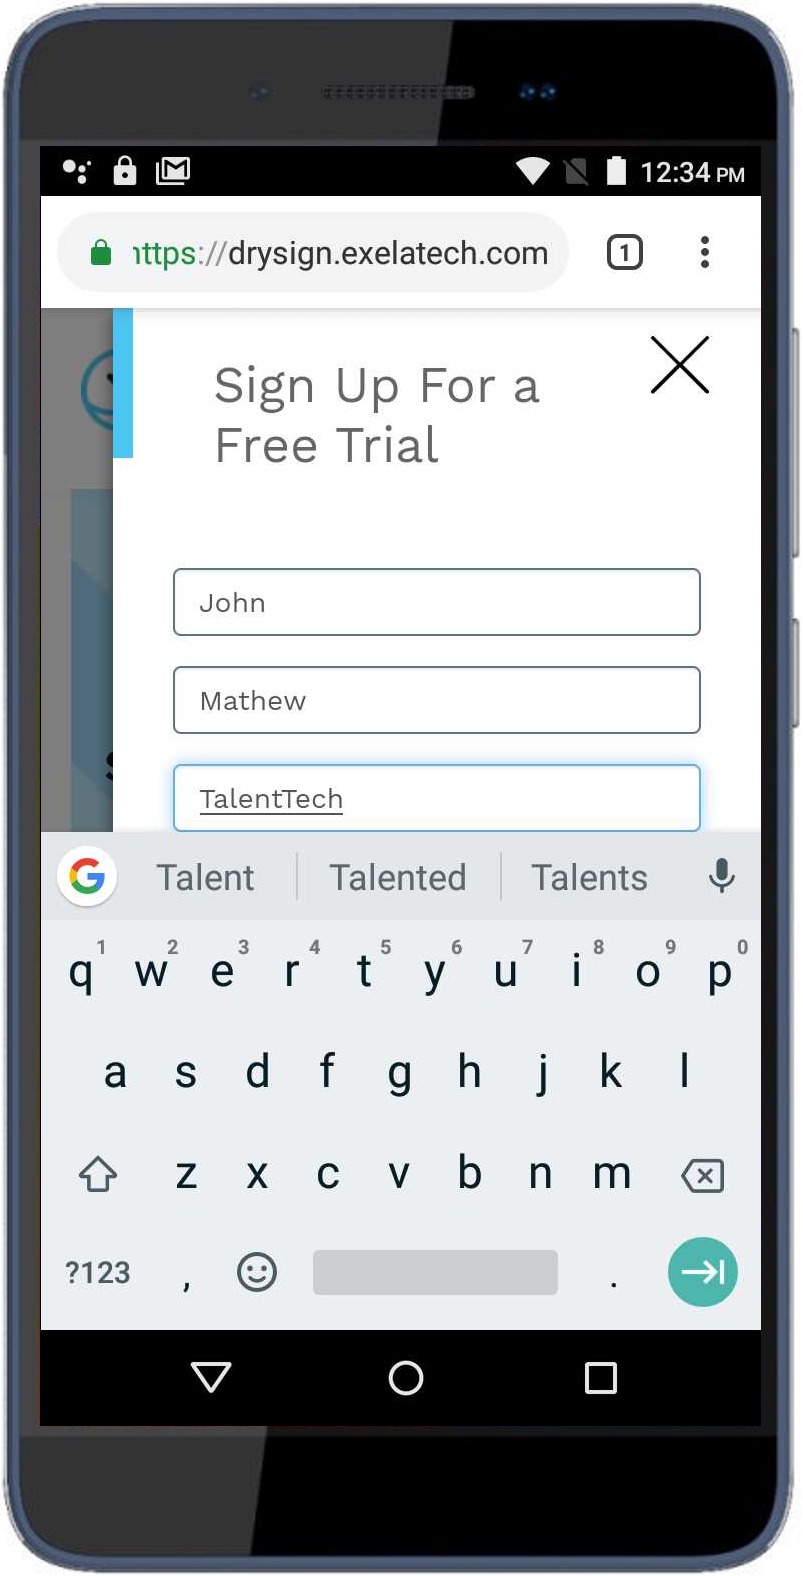 12:34 PM
https://drysign.exelatech.com
1
Sign Up For a
Free Trial
John
Mathew
TalentTech
Talent Talented Talents
1 2 3 4 5 6 7 8 9 0
q w e r t y u i o p
a s d f g h j k l
z x c v b n m
?123 , .